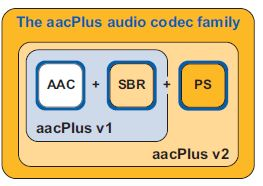 The aacPlus audio codec family
AAC + SBR + PS
aacPlus v1
aacPlus v2